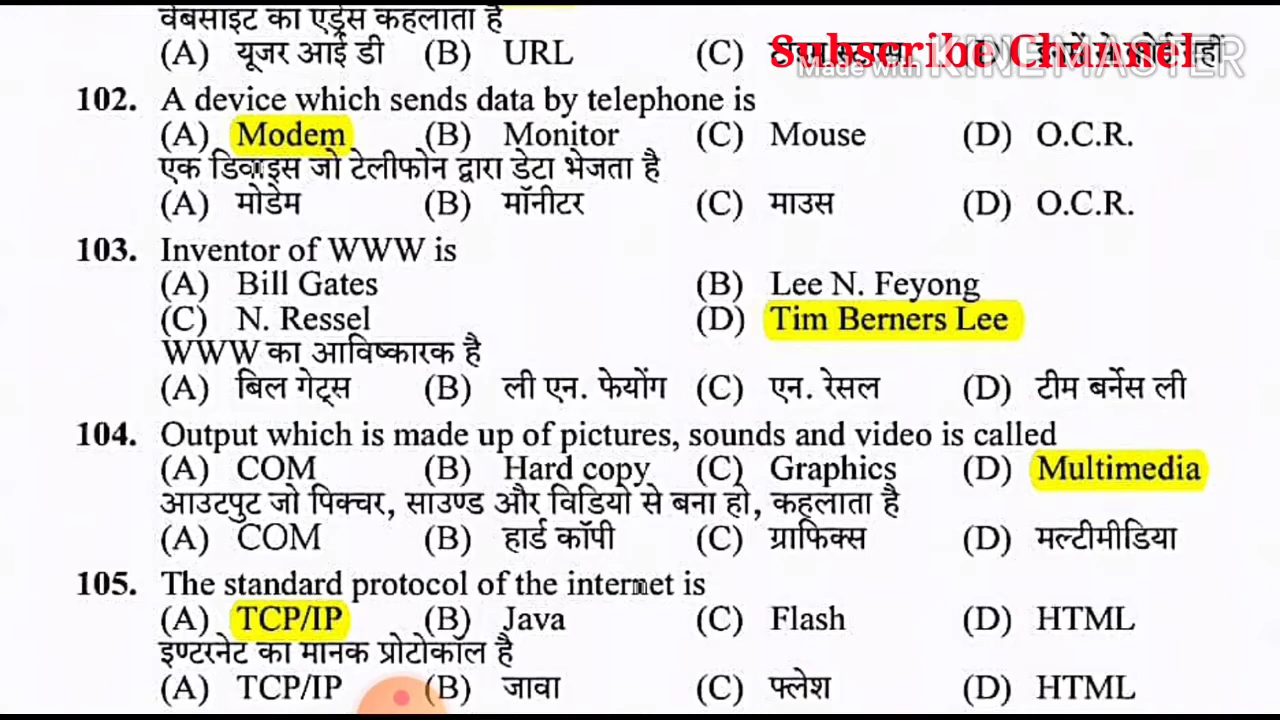 वेबसाइट का एड्रेस कहलाता है
(A) यूजर आई डी (B) URL (C)
Subscribe Channel
Made with KINEMASTER
102. A device which sends data by telephone is
(A) Modem (B) Monitor (C) Mouse (D) O.C.R.
एक डिवाइस जो टेलीफोन द्वारा डेटा भेजता है
(A) मोडेम (B) मॉनीटर (C) माउस (D) O.C.R.
103. Inventor of WWW is
(A) Bill Gates (B) Lee N. Feyong
(C) N. Ressel (D) Tim Berners Lee
WWW का आविष्कारक है
(A) बिल गेट्स (B) ली एन. फेयोंग (C) एन. रेसल (D) टीम बर्नेस ली
104. Output which is made up of pictures, sounds and video is called
(A) COM (B) Hard copy (C) Graphics (D) Multimedia
आउटपुट जो पिक्चर, साउण्ड और विडियो से बना हो, कहलाता है
(A) COM (B) हार्ड कॉपी (C) ग्राफिक्स (D) मल्टीमीडिया
105. The standard protocol of the internet is
(A) TCP/IP (B) Java (C) Flash (D) HTML
इण्टरनेट का मानक प्रोटोकॉल है
(A) TCP/IP (B) जावा (C) फ्लेश (D) HTML